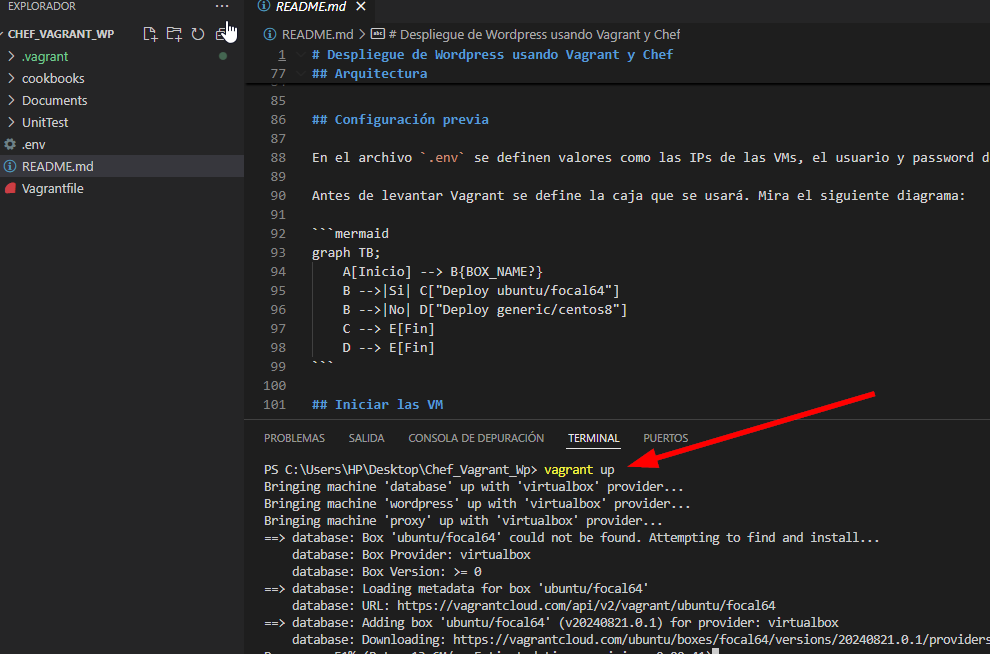 EXPLORADOR
CHEF_VAGRANT_WP
.vagrant
cookbooks
Documents
UnitTest
.env
README.md
Vagrantfile
README.md
README.md > # Despliegue de Wordpress usando Vagrant y Chef
1 # Despliegue de Wordpress usando Vagrant y Chef
77 ## Arquitectura
85
86 ## Configuración previa
87
88 En el archivo `.env` se definen valores como las IPs de las VMs, el usuario y password d
89
90 Antes de levantar Vagrant se define la caja que se usará. Mira el siguiente diagrama:
91
92 ```mermaid
93 graph TB;
94 A[Inicio] --> B{BOX_NAME?}
95 B -->|Si| C["Deploy ubuntu/focal64"]
96 B -->|No| D["Deploy generic/centos8"]
97 C --> E[Fin]
98 D --> E[Fin]
99 ```
100
101 ## Iniciar las VM
PROBLEMAS SALIDA CONSOLA DE DEPURACIÓN TERMINAL PUERTOS
PS C:\Users\HP\Desktop\Chef_Vagrant_Wp> vagrant up
Bringing machine 'database' up with 'virtualbox' provider...
Bringing machine 'wordpress' up with 'virtualbox' provider...
Bringing machine 'proxy' up with 'virtualbox' provider...
==> database: Box 'ubuntu/focal64' could not be found. Attempting to find and install...
database: Box Provider: virtualbox
database: Box Version: >= 0
==> database: Loading metadata for box 'ubuntu/focal64'
database: URL: https://vagrantcloud.com/api/v2/vagrant/ubuntu/focal64
==> database: Adding box 'ubuntu/focal64' (v20240821.0.1) for provider: virtualbox
database: Downloading: https://vagrantcloud.com/ubuntu/boxes/focal64/versions/20240821.0.1/providers